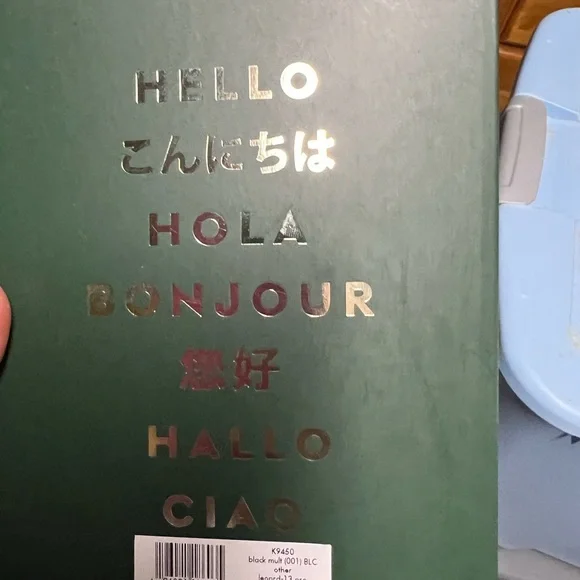 HELLO
こんにちは
HOLA
BONJOUR
您好
HALLO
CIAO
K9450
black mult (001) BLC
other